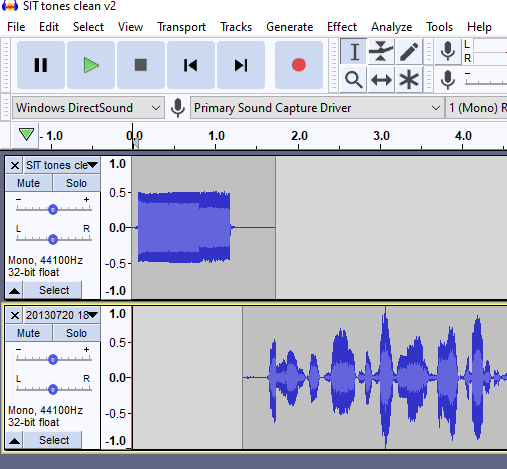 SIT tones clean v2
File Edit Select View Transport Tracks Generate Effect Analyze Tools Help
L
R
Windows DirectSound Primary Sound Capture Driver 1 (Mono) R
- 1.0 0.0 1.0 2.0 3.0 4.0
× SIT tones cle▼
Mute Solo
- +
L R
Mono, 44100Hz
32-bit float
Select
1.0
0.5
0.0
-0.5
-1.0
× 20130720 18▼
Mute Solo
- +
L R
Mono, 44100Hz
32-bit float
Select
1.0
0.5
0.0
-0.5
-1.0